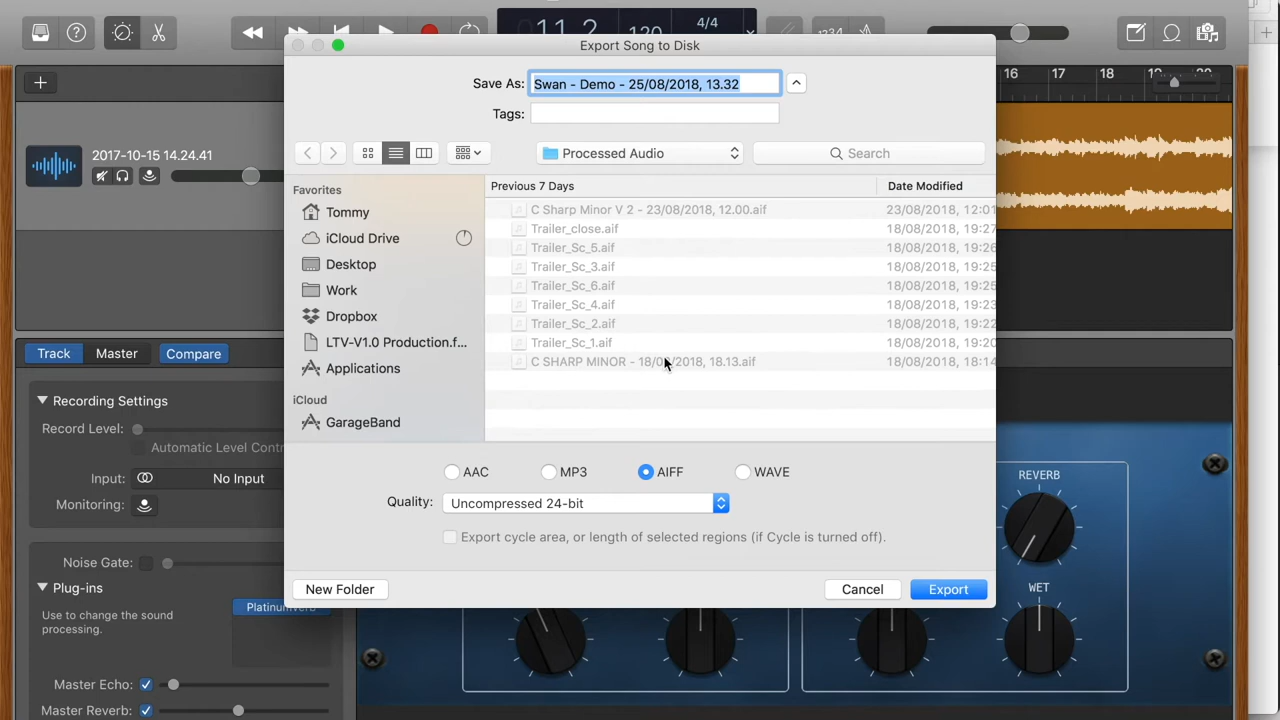 11.2
120
4/4
1234
Export Song to Disk
Save As: Swan - Demo - 25/08/2018, 13.32
Tags:
Processed Audio
Search
16 17 18 19 20
2017-10-15 14.24.41
Favorites
Tommy
iCloud Drive
Desktop
Work
Dropbox
LTV-V1.0 Production.f...
Applications
iCloud
GarageBand
Previous 7 Days Date Modified
C Sharp Minor V 2 - 23/08/2018, 12.00.aif 23/08/2018, 12:01
Trailer_close.aif 18/08/2018, 19:27
Trailer_Sc_5.aif 18/08/2018, 19:26
Trailer_Sc_3.aif 18/08/2018, 19:25
Trailer_Sc_6.aif 18/08/2018, 19:25
Trailer_Sc_4.aif 18/08/2018, 19:23
Trailer_Sc_2.aif 18/08/2018, 19:22
Trailer_Sc_1.aif 18/08/2018, 19:20
C SHARP MINOR - 18/08/2018, 18.13.aif 18/08/2018, 18:14
Track Master Compare
Recording Settings
Record Level:
Automatic Level Contr
Input: No Input
Monitoring:
Noise Gate:
Plug-ins
Use to change the sound
processing.
PlatinumVerb
Master Echo:
Master Reverb:
AAC MP3 AIFF WAVE
Quality: Uncompressed 24-bit
Export cycle area, or length of selected regions (if Cycle is turned off).
New Folder Cancel Export
REVERB
WET